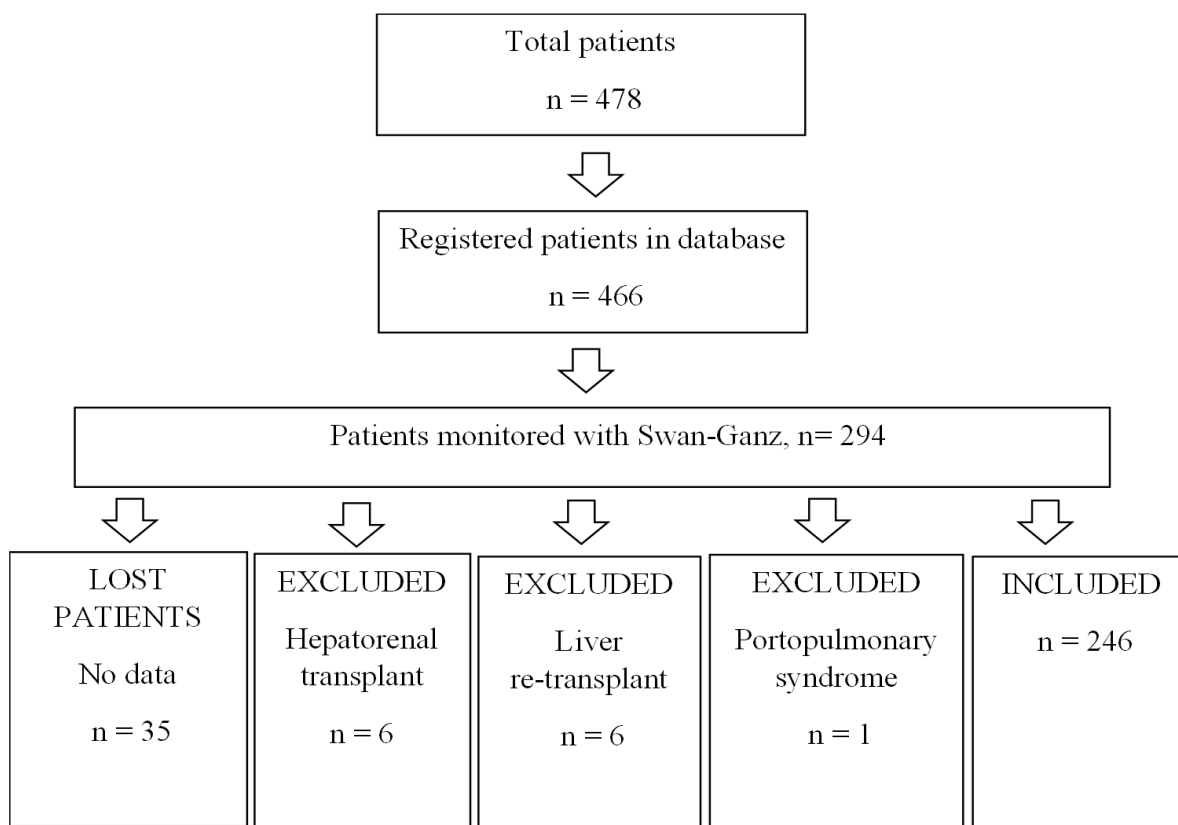 Total patients
n = 478
Registered patients in database
n = 466
Patients monitored with Swan-Ganz, n= 294
LOST
PATIENTS
No data
n = 35
EXCLUDED
Hepatorenal
transplant
n = 6
EXCLUDED
Liver
re-transplant
n = 6
EXCLUDED
Portopulmonary
syndrome
n = 1
INCLUDED
n = 246